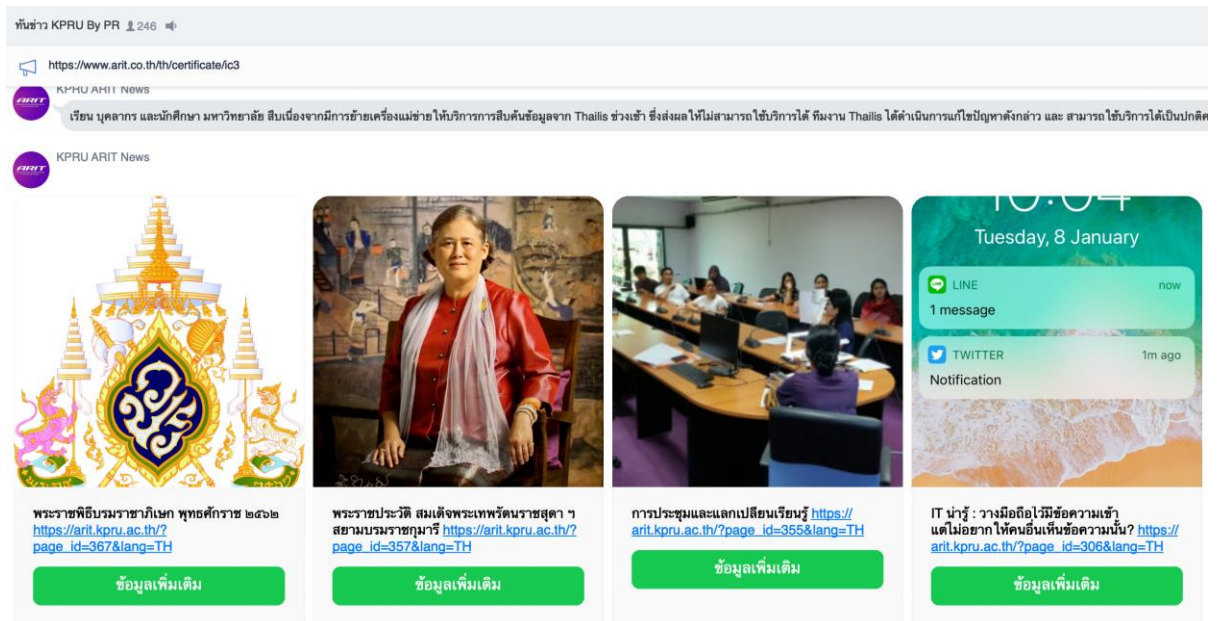 ทันข่าว KPRU By PR 246
https://www.arit.co.th/th/certificate/ic3
KPRU ARIT News
ARIT
เรียน บุคลากร และนักศึกษา มหาวิทยาลัย สืบเนื่องจากมีการย้ายเครื่องแม่ข่ายให้บริการการสืบค้นข้อมูลจาก Thailis ช่วงเช้า ซึ่งส่งผลให้ไม่สามารถใช้บริการได้ ทีมงาน Thailis ได้ดำเนินการแก้ไขปัญหาดังกล่าว และ สามารถใช้บริการได้เป็นปกติ
KPRU ARIT News
ARIT
พระราชพิธีบรมราชาภิเษก พุทธศักราช ๒๕๖๒
https://arit.kpru.ac.th/?
page_id=367&lang=TH
ข้อมูลเพิ่มเติม
พระราชประวัติ สมเด็จพระเทพรัตนราชสุดา ฯ
สยามบรมราชกุมารี https://arit.kpru.ac.th/?
page_id=357&lang=TH
ข้อมูลเพิ่มเติม
การประชุมและแลกเปลี่ยนเรียนรู้ https://
arit.kpru.ac.th/?page_id=355&lang=TH
ข้อมูลเพิ่มเติม
Tuesday, 8 January
LINE now
1 message
TWITTER 1m ago
Notification
IT น่ารู้ : วางมือถือไว้มีข้อความเข้า
แต่ไม่อยากให้คนอื่นเห็นข้อความนั้น? https://
arit.kpru.ac.th/?page_id=306&lang=TH
ข้อมูลเพิ่มเติม